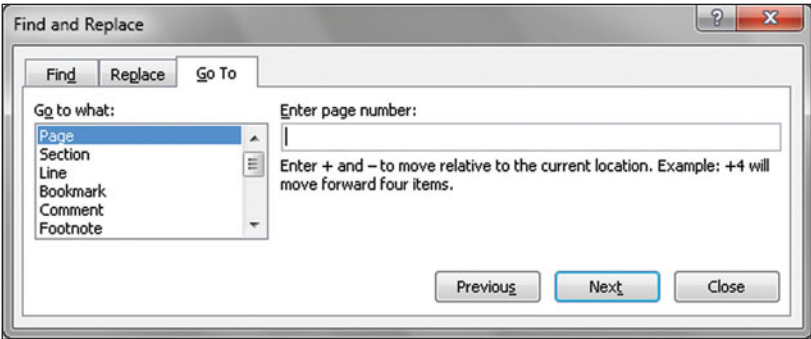 Find and Replace
Find Replace Go To
Go to what:
Page
Section
Line
Bookmark
Comment
Footnote
Enter page number:
Enter + and – to move relative to the current location. Example: +4 will
move forward four items.
Previous Next Close